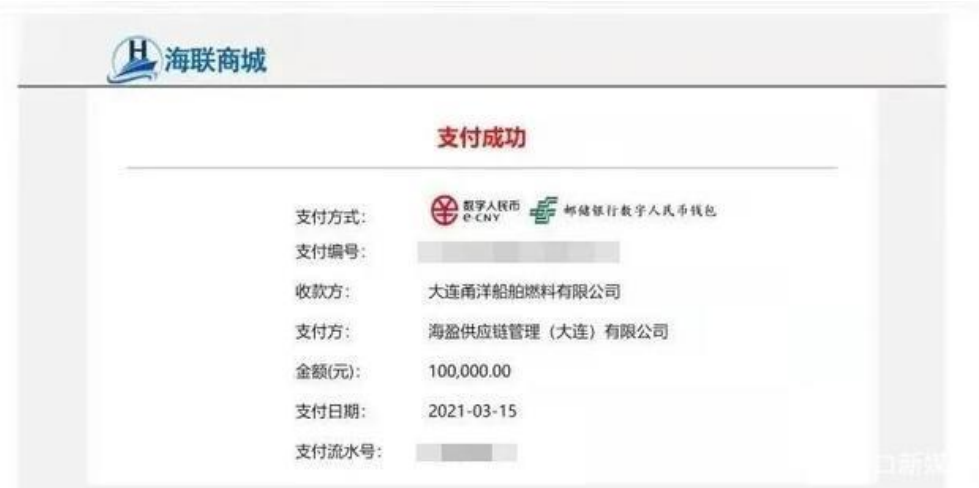 海联商城
支付成功
支付方式： 数字人民币 e-CNY 邮储银行数字人民币钱包
支付编号：
收款方： 大连甬洋船舶燃料有限公司
支付方： 海盈供应链管理（大连）有限公司
金额(元)： 100,000.00
支付日期： 2021-03-15
支付流水号：
口新媒